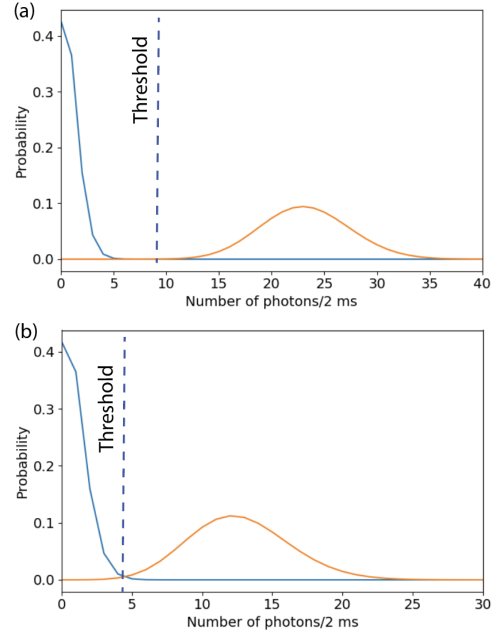 (a)
0.4
0.3
0.2
0.1
0.0
Probability
Threshold
0 5 10 15 20 25 30 35 40
Number of photons/2 ms
(b)
0.4
0.3
0.2
0.1
0.0
Probability
Threshold
0 5 10 15 20 25 30
Number of photons/2 ms